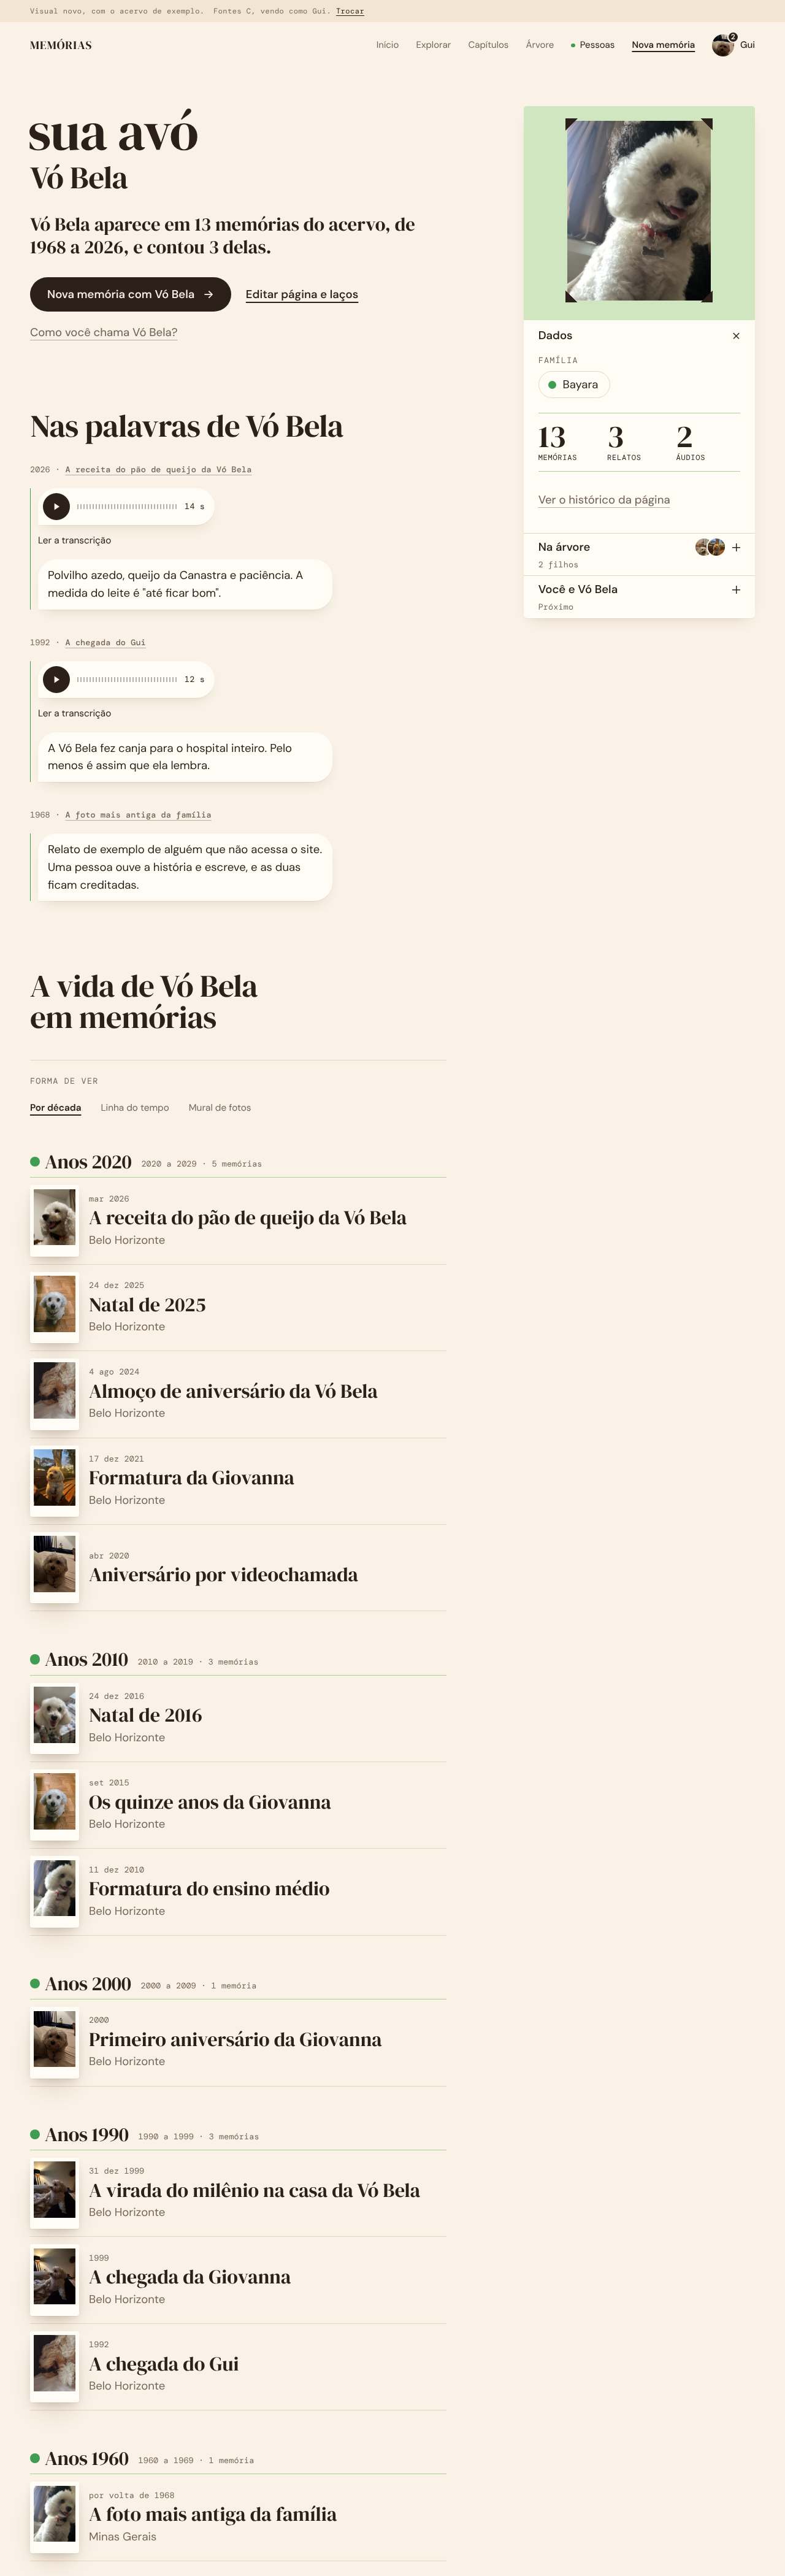 Visual novo, com o acervo de exemplo. Fontes C, vendo como Gui. Trocar
MEMÓRIAS
Início Explorar Capítulos Árvore Pessoas Nova memória 2 Gui
sua avó
Vó Bela
Vó Bela aparece em 13 memórias do acervo, de
1968 a 2026, e contou 3 delas.
Nova memória com Vó Bela → Editar página e laços
Como você chama Vó Bela?
Dados ×
FAMÍLIA
Bayara
13 3 2
MEMÓRIAS RELATOS ÁUDIOS
Ver o histórico da página
Na árvore +
2 filhos
Você e Vó Bela +
Próximo
Nas palavras de Vó Bela
2026 · A receita do pão de queijo da Vó Bela
14 s
Ler a transcrição
Polvilho azedo, queijo da Canastra e paciência. A
medida do leite é "até ficar bom".
1992 · A chegada do Gui
12 s
Ler a transcrição
A Vó Bela fez canja para o hospital inteiro. Pelo
menos é assim que ela lembra.
1968 · A foto mais antiga da família
Relato de exemplo de alguém que não acessa o site.
Uma pessoa ouve a história e escreve, e as duas
ficam creditadas.
A vida de Vó Bela
em memórias
FORMA DE VER
Por década Linha do tempo Mural de fotos
Anos 2020 2020 a 2029 · 5 memórias
mar 2026
A receita do pão de queijo da Vó Bela
Belo Horizonte
24 dez 2025
Natal de 2025
Belo Horizonte
4 ago 2024
Almoço de aniversário da Vó Bela
Belo Horizonte
17 dez 2021
Formatura da Giovanna
Belo Horizonte
abr 2020
Aniversário por videochamada
Anos 2010 2010 a 2019 · 3 memórias
24 dez 2016
Natal de 2016
Belo Horizonte
set 2015
Os quinze anos da Giovanna
Belo Horizonte
11 dez 2010
Formatura do ensino médio
Belo Horizonte
Anos 2000 2000 a 2009 · 1 memória
2000
Primeiro aniversário da Giovanna
Belo Horizonte
Anos 1990 1990 a 1999 · 3 memórias
31 dez 1999
A virada do milênio na casa da Vó Bela
Belo Horizonte
1999
A chegada da Giovanna
Belo Horizonte
1992
A chegada do Gui
Belo Horizonte
Anos 1960 1960 a 1969 · 1 memória
por volta de 1968
A foto mais antiga da família
Minas Gerais